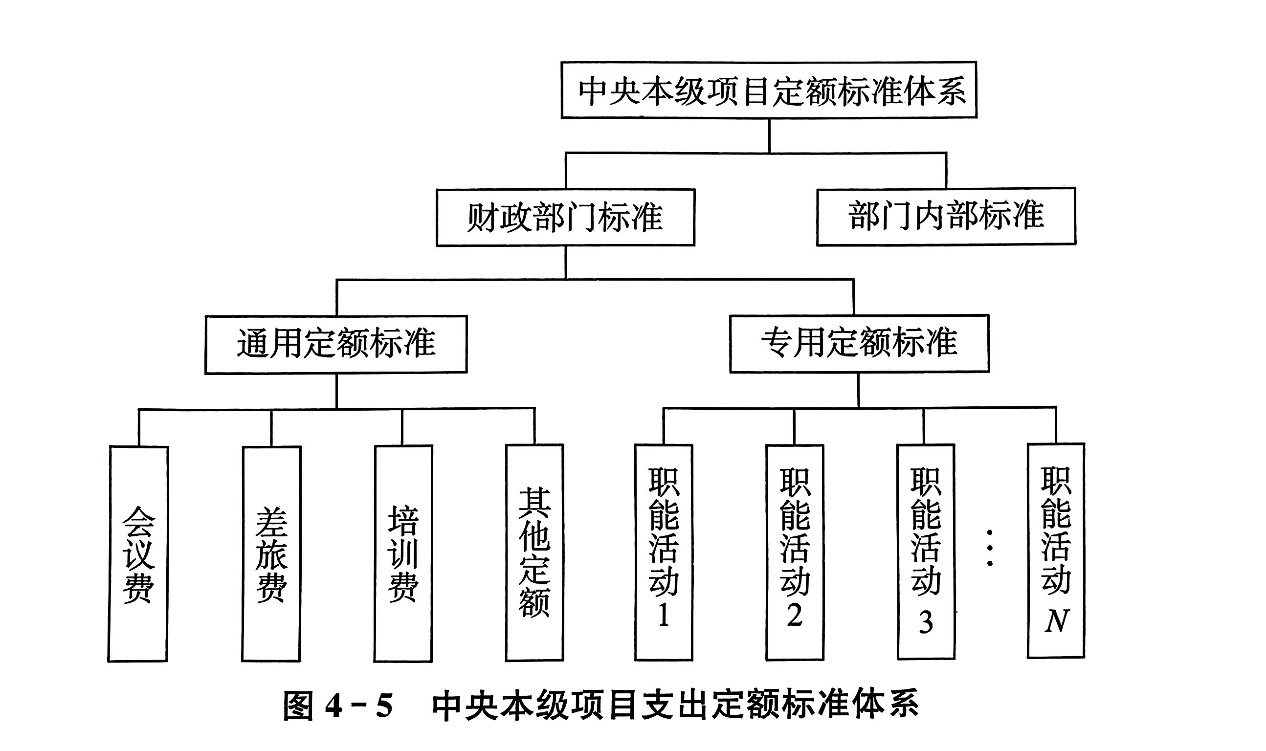 中央本级项目定额标准体系
财政部门标准
部门内部标准
通用定额标准
专用定额标准
会议费
差旅费
培训费
其他定额
职能活动1
职能活动2
职能活动3
⋮
职能活动N
图 4-5 中央本级项目支出定额标准体系